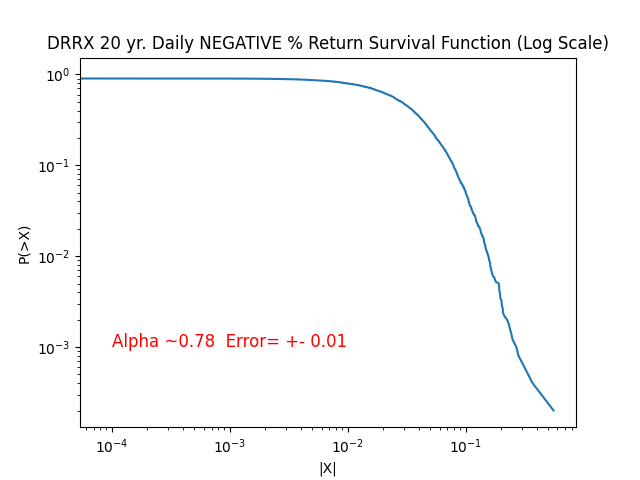 DRRX 20 yr. Daily NEGATIVE % Return Survival Function (Log Scale)
10⁰
10⁻¹
10⁻²
10⁻³
P(>X)
Alpha ~0.78  Error= +- 0.01
10⁻⁴
10⁻³
10⁻²
10⁻¹
|X|